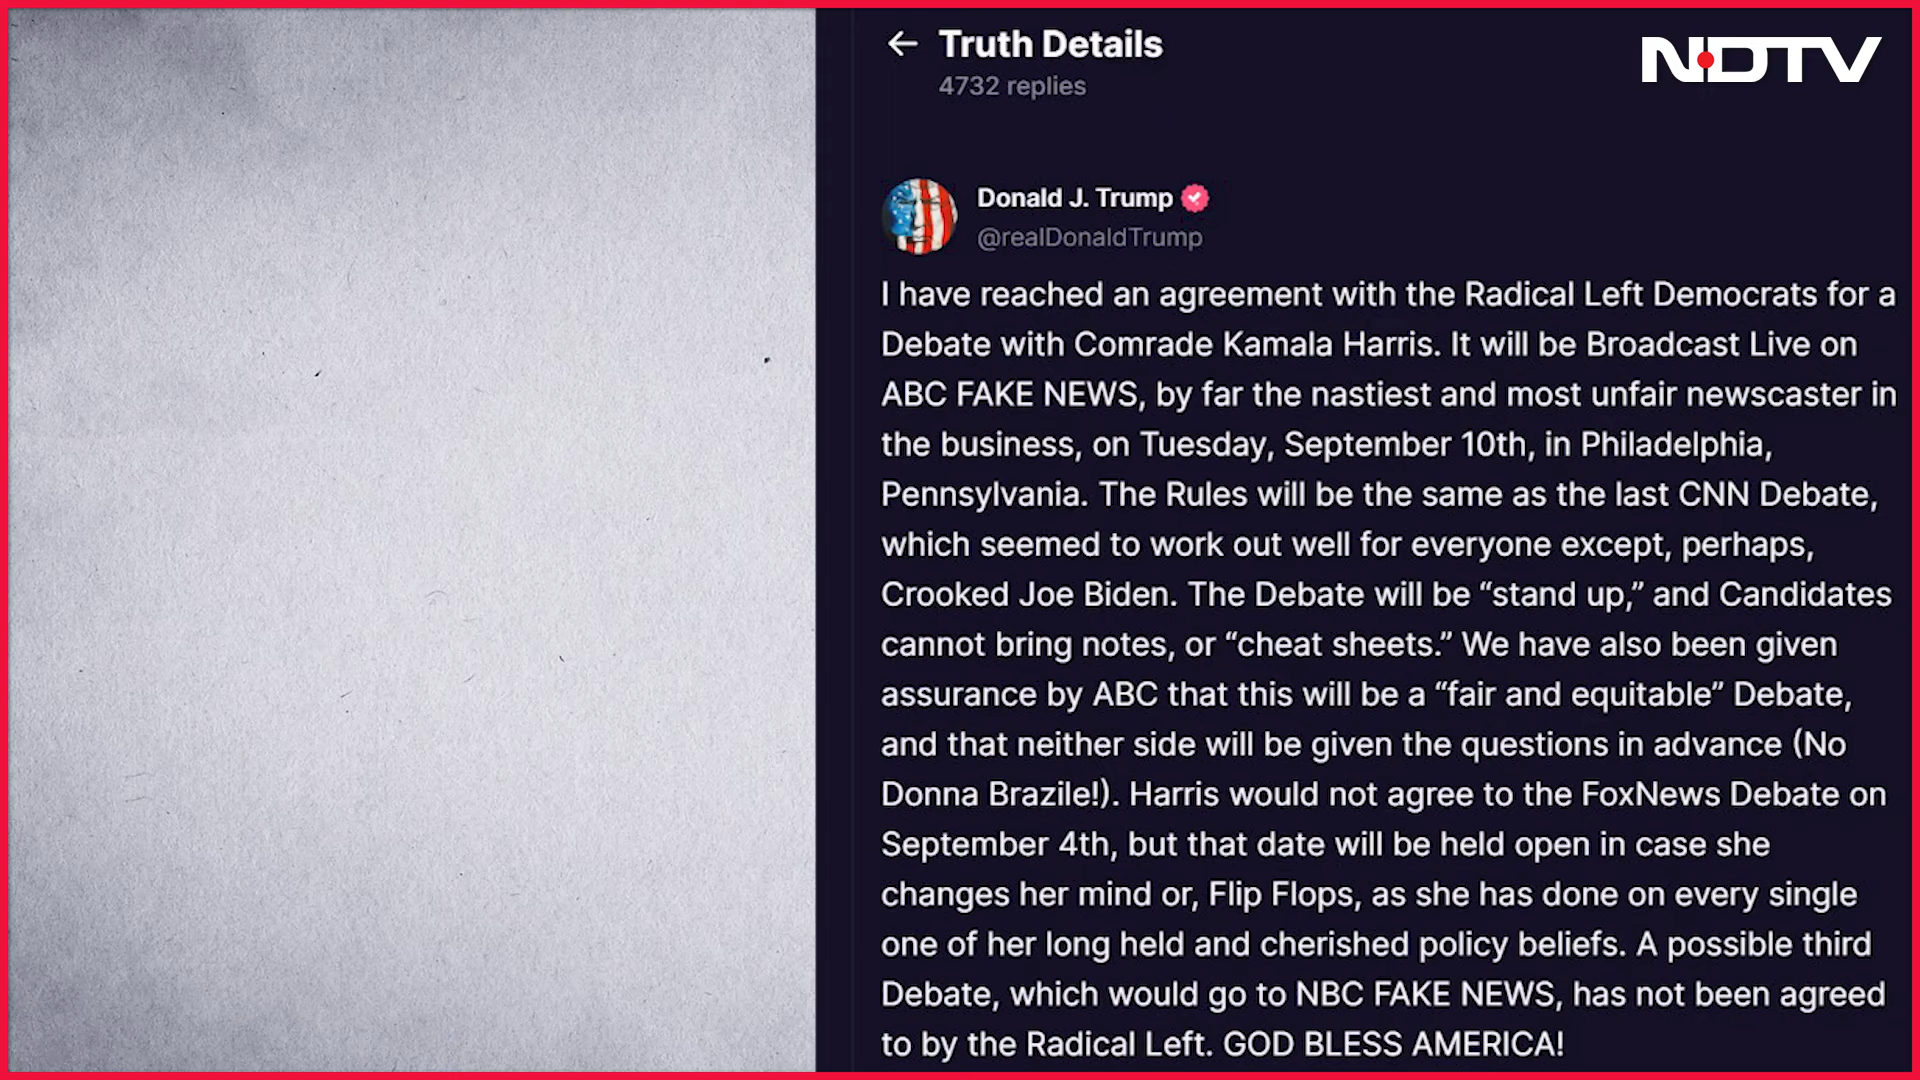 Truth Details
4732 replies
NDTV
Donald J. Trump
@realDonaldTrump
I have reached an agreement with the Radical Left Democrats for a
Debate with Comrade Kamala Harris. It will be Broadcast Live on
ABC FAKE NEWS, by far the nastiest and most unfair newscaster in
the business, on Tuesday, September 10th, in Philadelphia,
Pennsylvania. The Rules will be the same as the last CNN Debate,
which seemed to work out well for everyone except, perhaps,
Crooked Joe Biden. The Debate will be “stand up,” and Candidates
cannot bring notes, or “cheat sheets.” We have also been given
assurance by ABC that this will be a “fair and equitable” Debate,
and that neither side will be given the questions in advance (No
Donna Brazile!). Harris would not agree to the FoxNews Debate on
September 4th, but that date will be held open in case she
changes her mind or, Flip Flops, as she has done on every single
one of her long held and cherished policy beliefs. A possible third
Debate, which would go to NBC FAKE NEWS, has not been agreed
to by the Radical Left. GOD BLESS AMERICA!